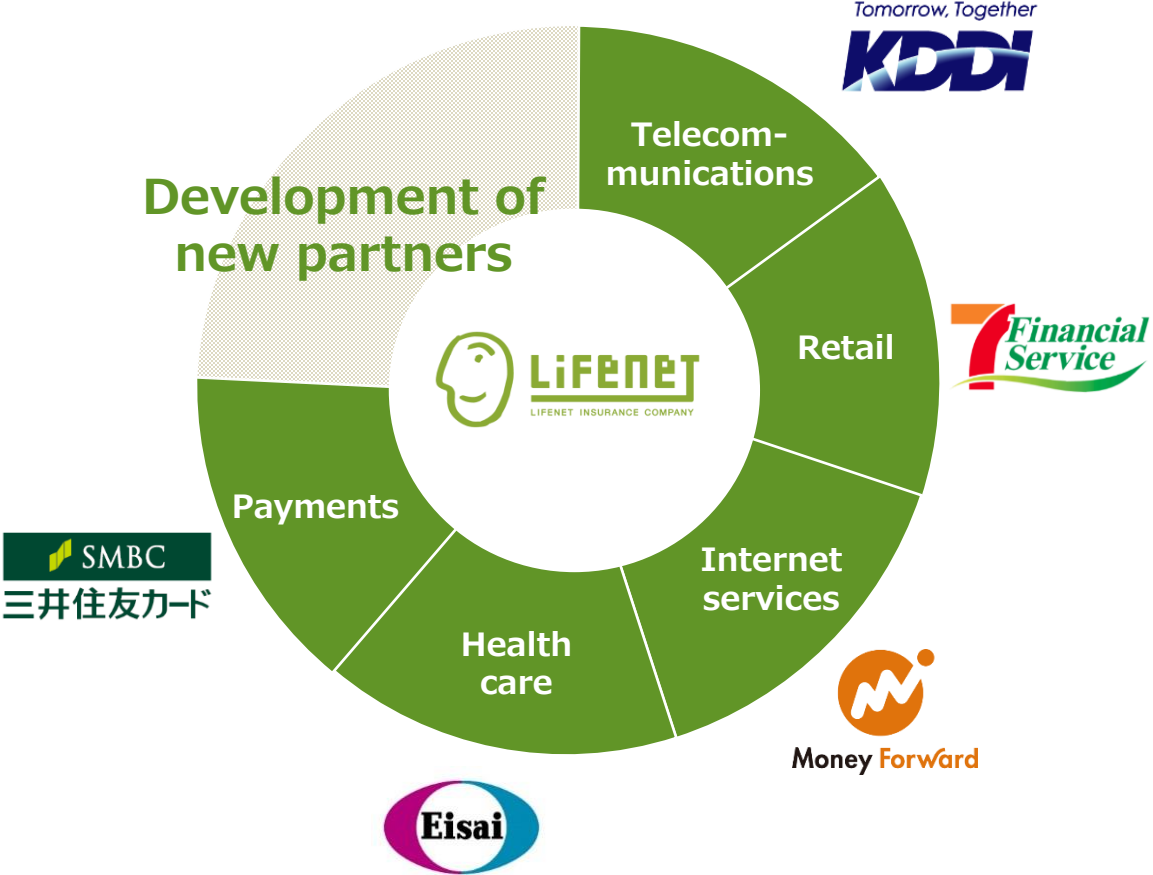 Tomorrow, Together
KDDI
Telecom-
munications
Development of
new partners
Retail
7 Financial
Service
LiFENET
LIFENET INSURANCE COMPANY
Payments
SMBC
三井住友カード
Internet
services
Health
care
Money Forward
Eisai